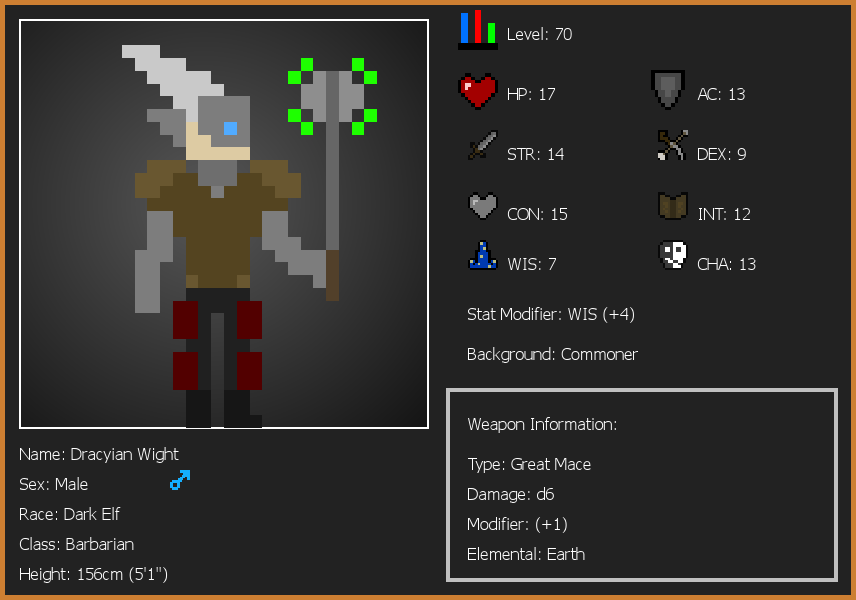 Level: 70
HP: 17
AC: 13
STR: 14
DEX: 9
CON: 15
INT: 12
WIS: 7
CHA: 13
Stat Modifier: WIS (+4)
Background: Commoner
Weapon Information:
Type: Great Mace
Damage: d6
Modifier: (+1)
Elemental: Earth
Name: Dracyian Wight
Sex: Male
Race: Dark Elf
Class: Barbarian
Height: 156cm (5'1")